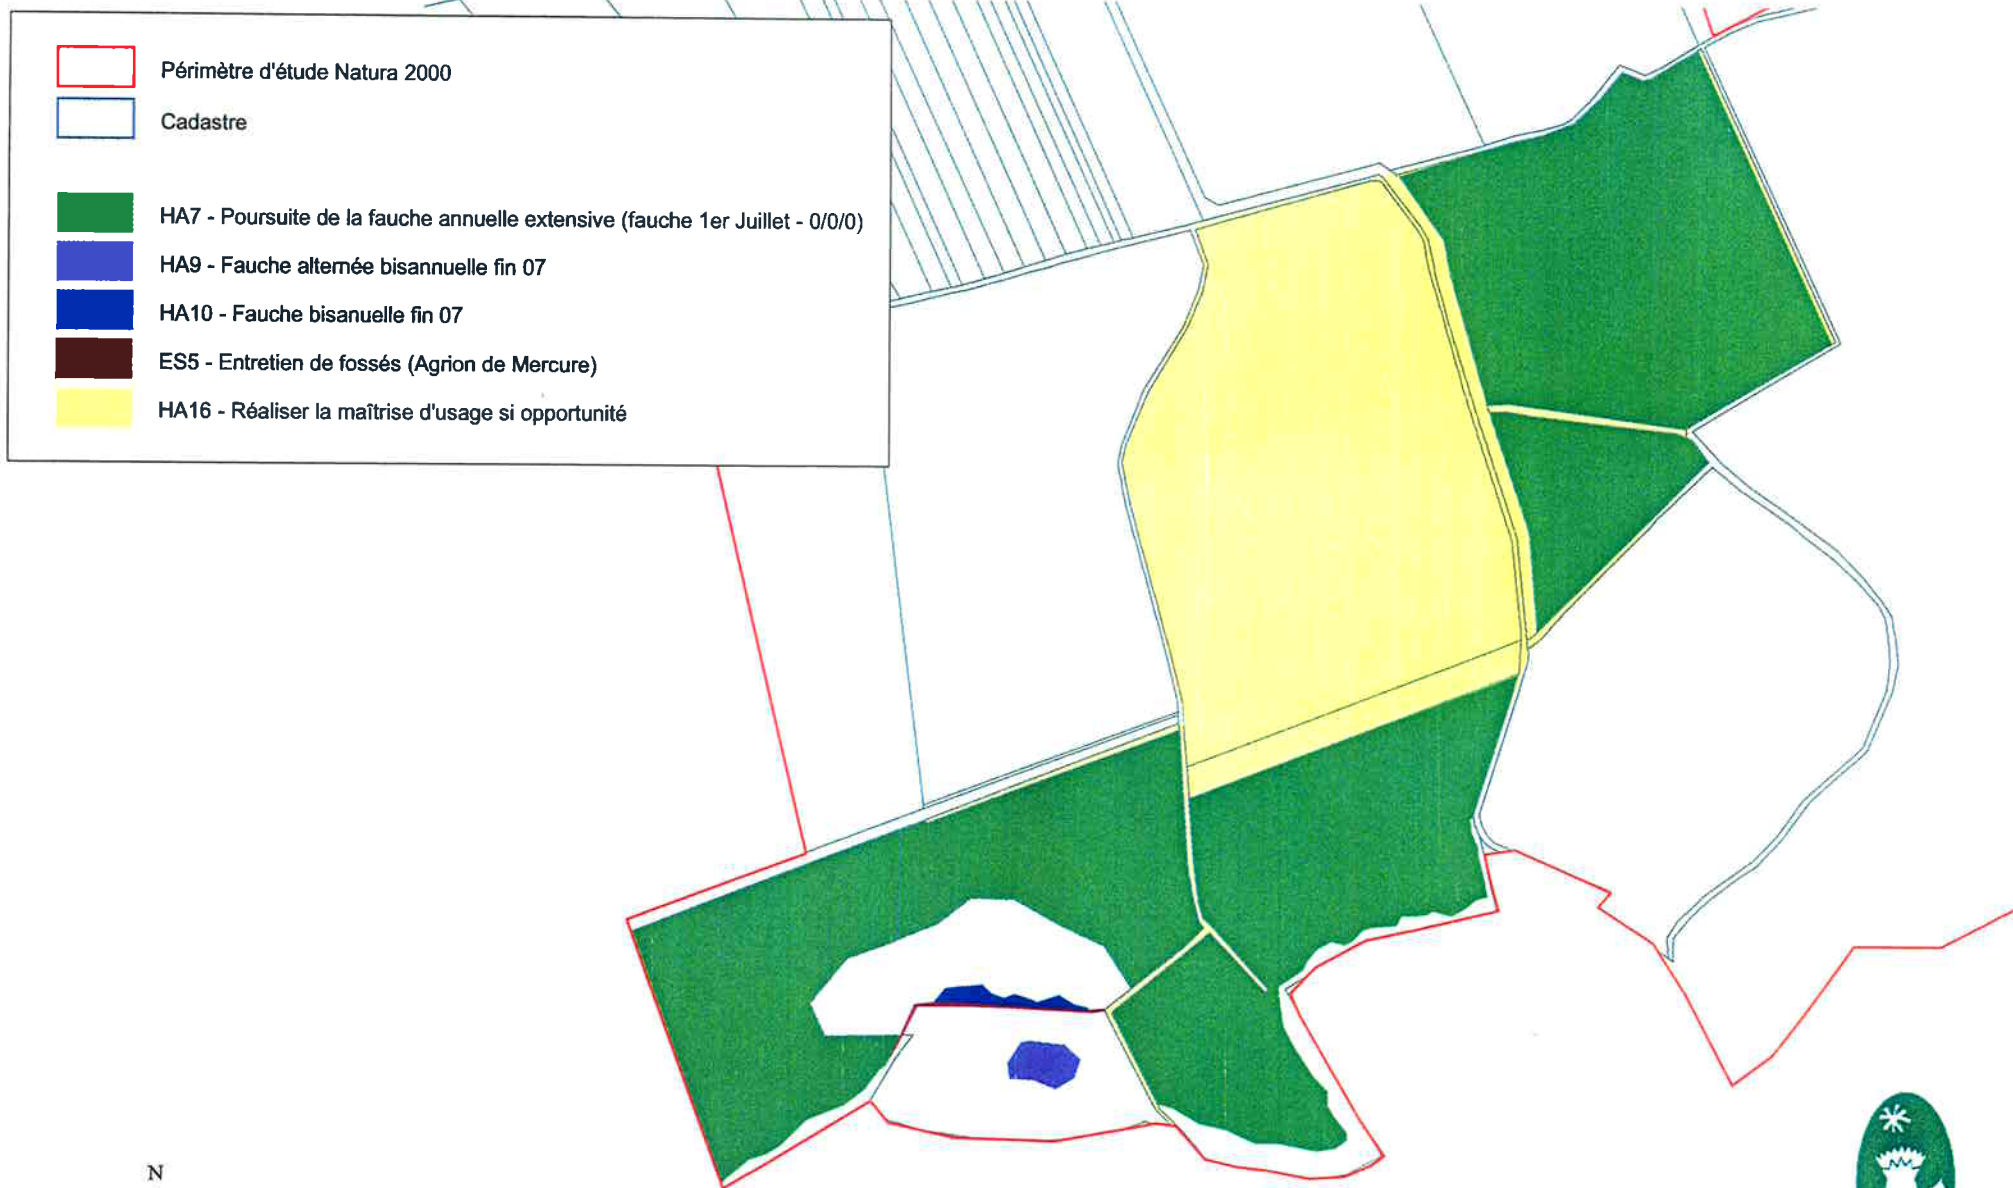 Périmètre d'étude Natura 2000
Cadastre
HA7 - Poursuite de la fauche annuelle extensive (fauche 1er Juillet - 0/0/0)
HA9 - Fauche alternée bisannuelle fin 07
HA10 - Fauche bisanuelle fin 07
ES5 - Entretien de fossés (Agrion de Mercure)
HA16 - Réaliser la maîtrise d'usage si opportunité
N